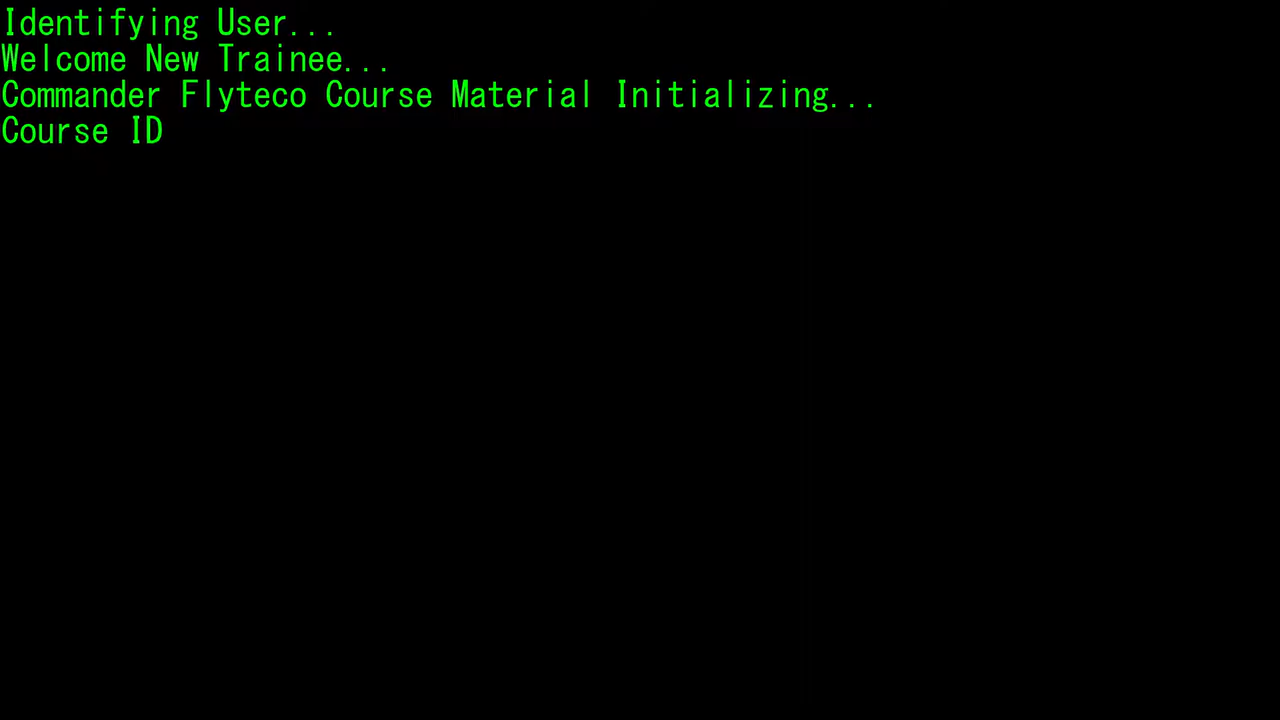 Identifying User...
Welcome New Trainee...
Commander Flyteco Course Material Initializing...
Course ID